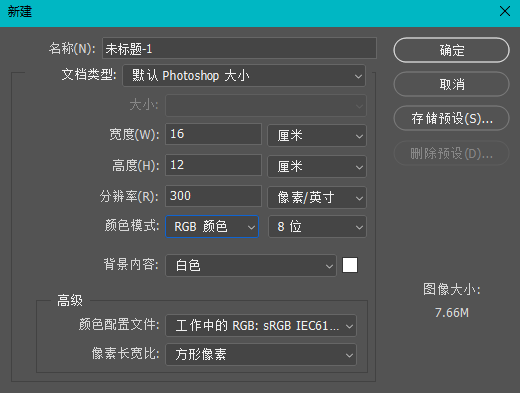 新建
名称(N): 未标题-1
确定
文档类型: 默认 Photoshop 大小
取消
大小:
存储预设(S)...
宽度(W): 16 厘米
删除预设(D)...
高度(H): 12 厘米
分辨率(R): 300 像素/英寸
颜色模式: RGB 颜色 8 位
背景内容: 白色
图像大小:
7.66M
高级
颜色配置文件: 工作中的 RGB: sRGB IEC61...
像素长宽比: 方形像素